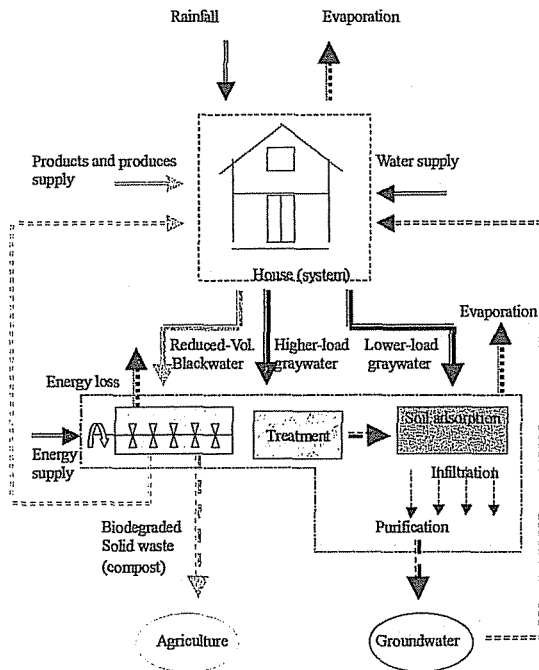 Rainfall
Evaporation
Products and produces
supply
Water supply
House (system)
Evaporation
Reduced-Vol.
Blackwater
Higher-load
graywater
Lower-load
graywater
Energy loss
Soil adsorption
Treatment
Energy
supply
Infiltration
Biodegraded
Solid waste
(compost)
Purification
Agriculture
Groundwater